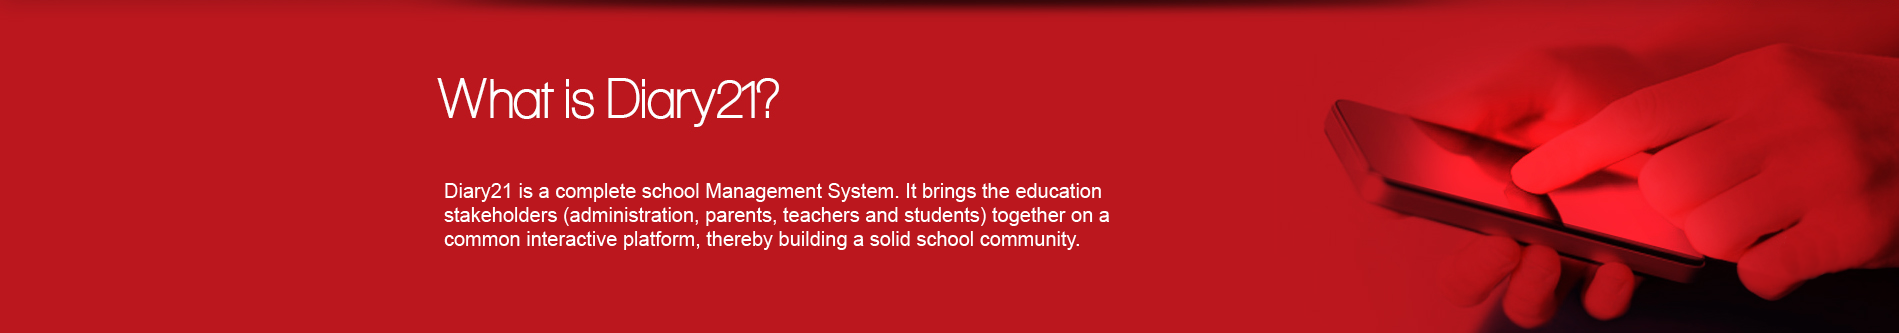 What is Diary21?
Diary21 is a complete school Management System. It brings the education
stakeholders (administration, parents, teachers and students) together on a
common interactive platform, thereby building a solid school community.